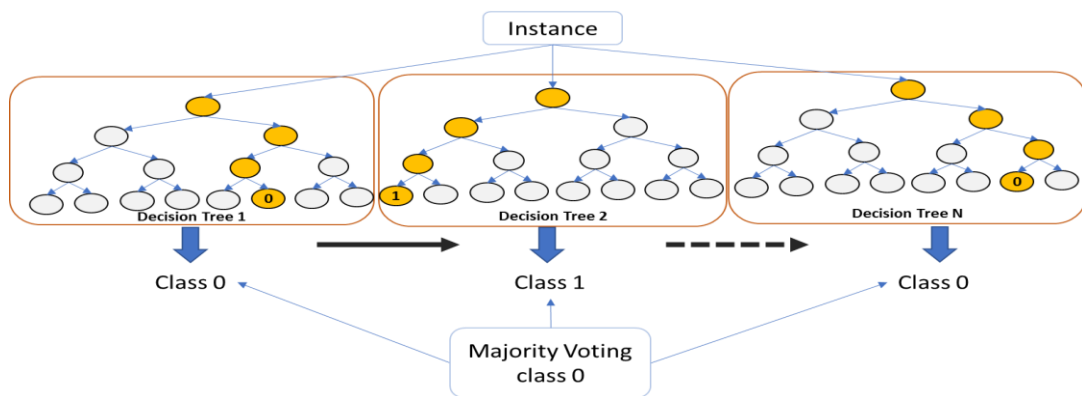 Instance
0
1
0
Decision Tree 1
Decision Tree 2
Decision Tree N
Class 0
Class 1
Class 0
Majority Voting
class 0